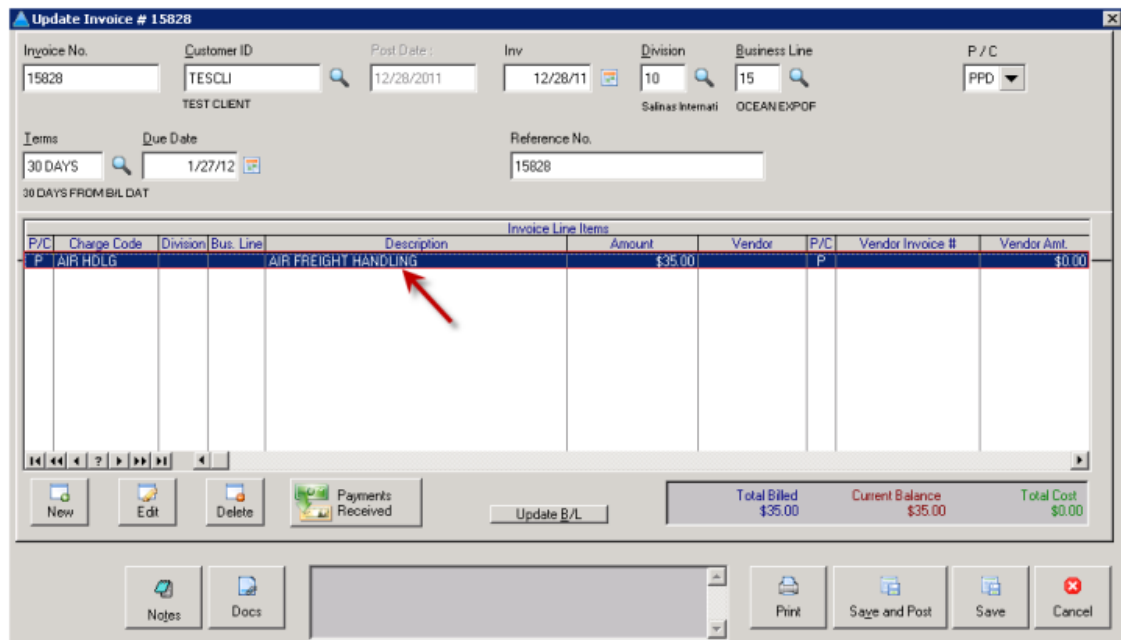 Update Invoice # 15828
Invoice No. Customer ID Post Date : Inv Division Business Line P / C
15828 TESCLI 12/28/2011 12/28/11 10 15 PPD
TEST CLIENT Salinas Internati OCEAN EXPOF
Terms Due Date Reference No.
30 DAYS 1/27/12 15828
30 DAYS FROM B/L DAT
Invoice Line Items
P/C Charge Code Division Bus. Line Description Amount Vendor P/C Vendor Invoice # Vendor Amt.
P AIR HDLG AIR FREIGHT HANDLING $35.00 P $0.00
?
New Edit Delete Payments Received Update B/L
Total Billed Current Balance Total Cost
$35.00 $35.00 $0.00
Notes Docs Print Save and Post Save Cancel